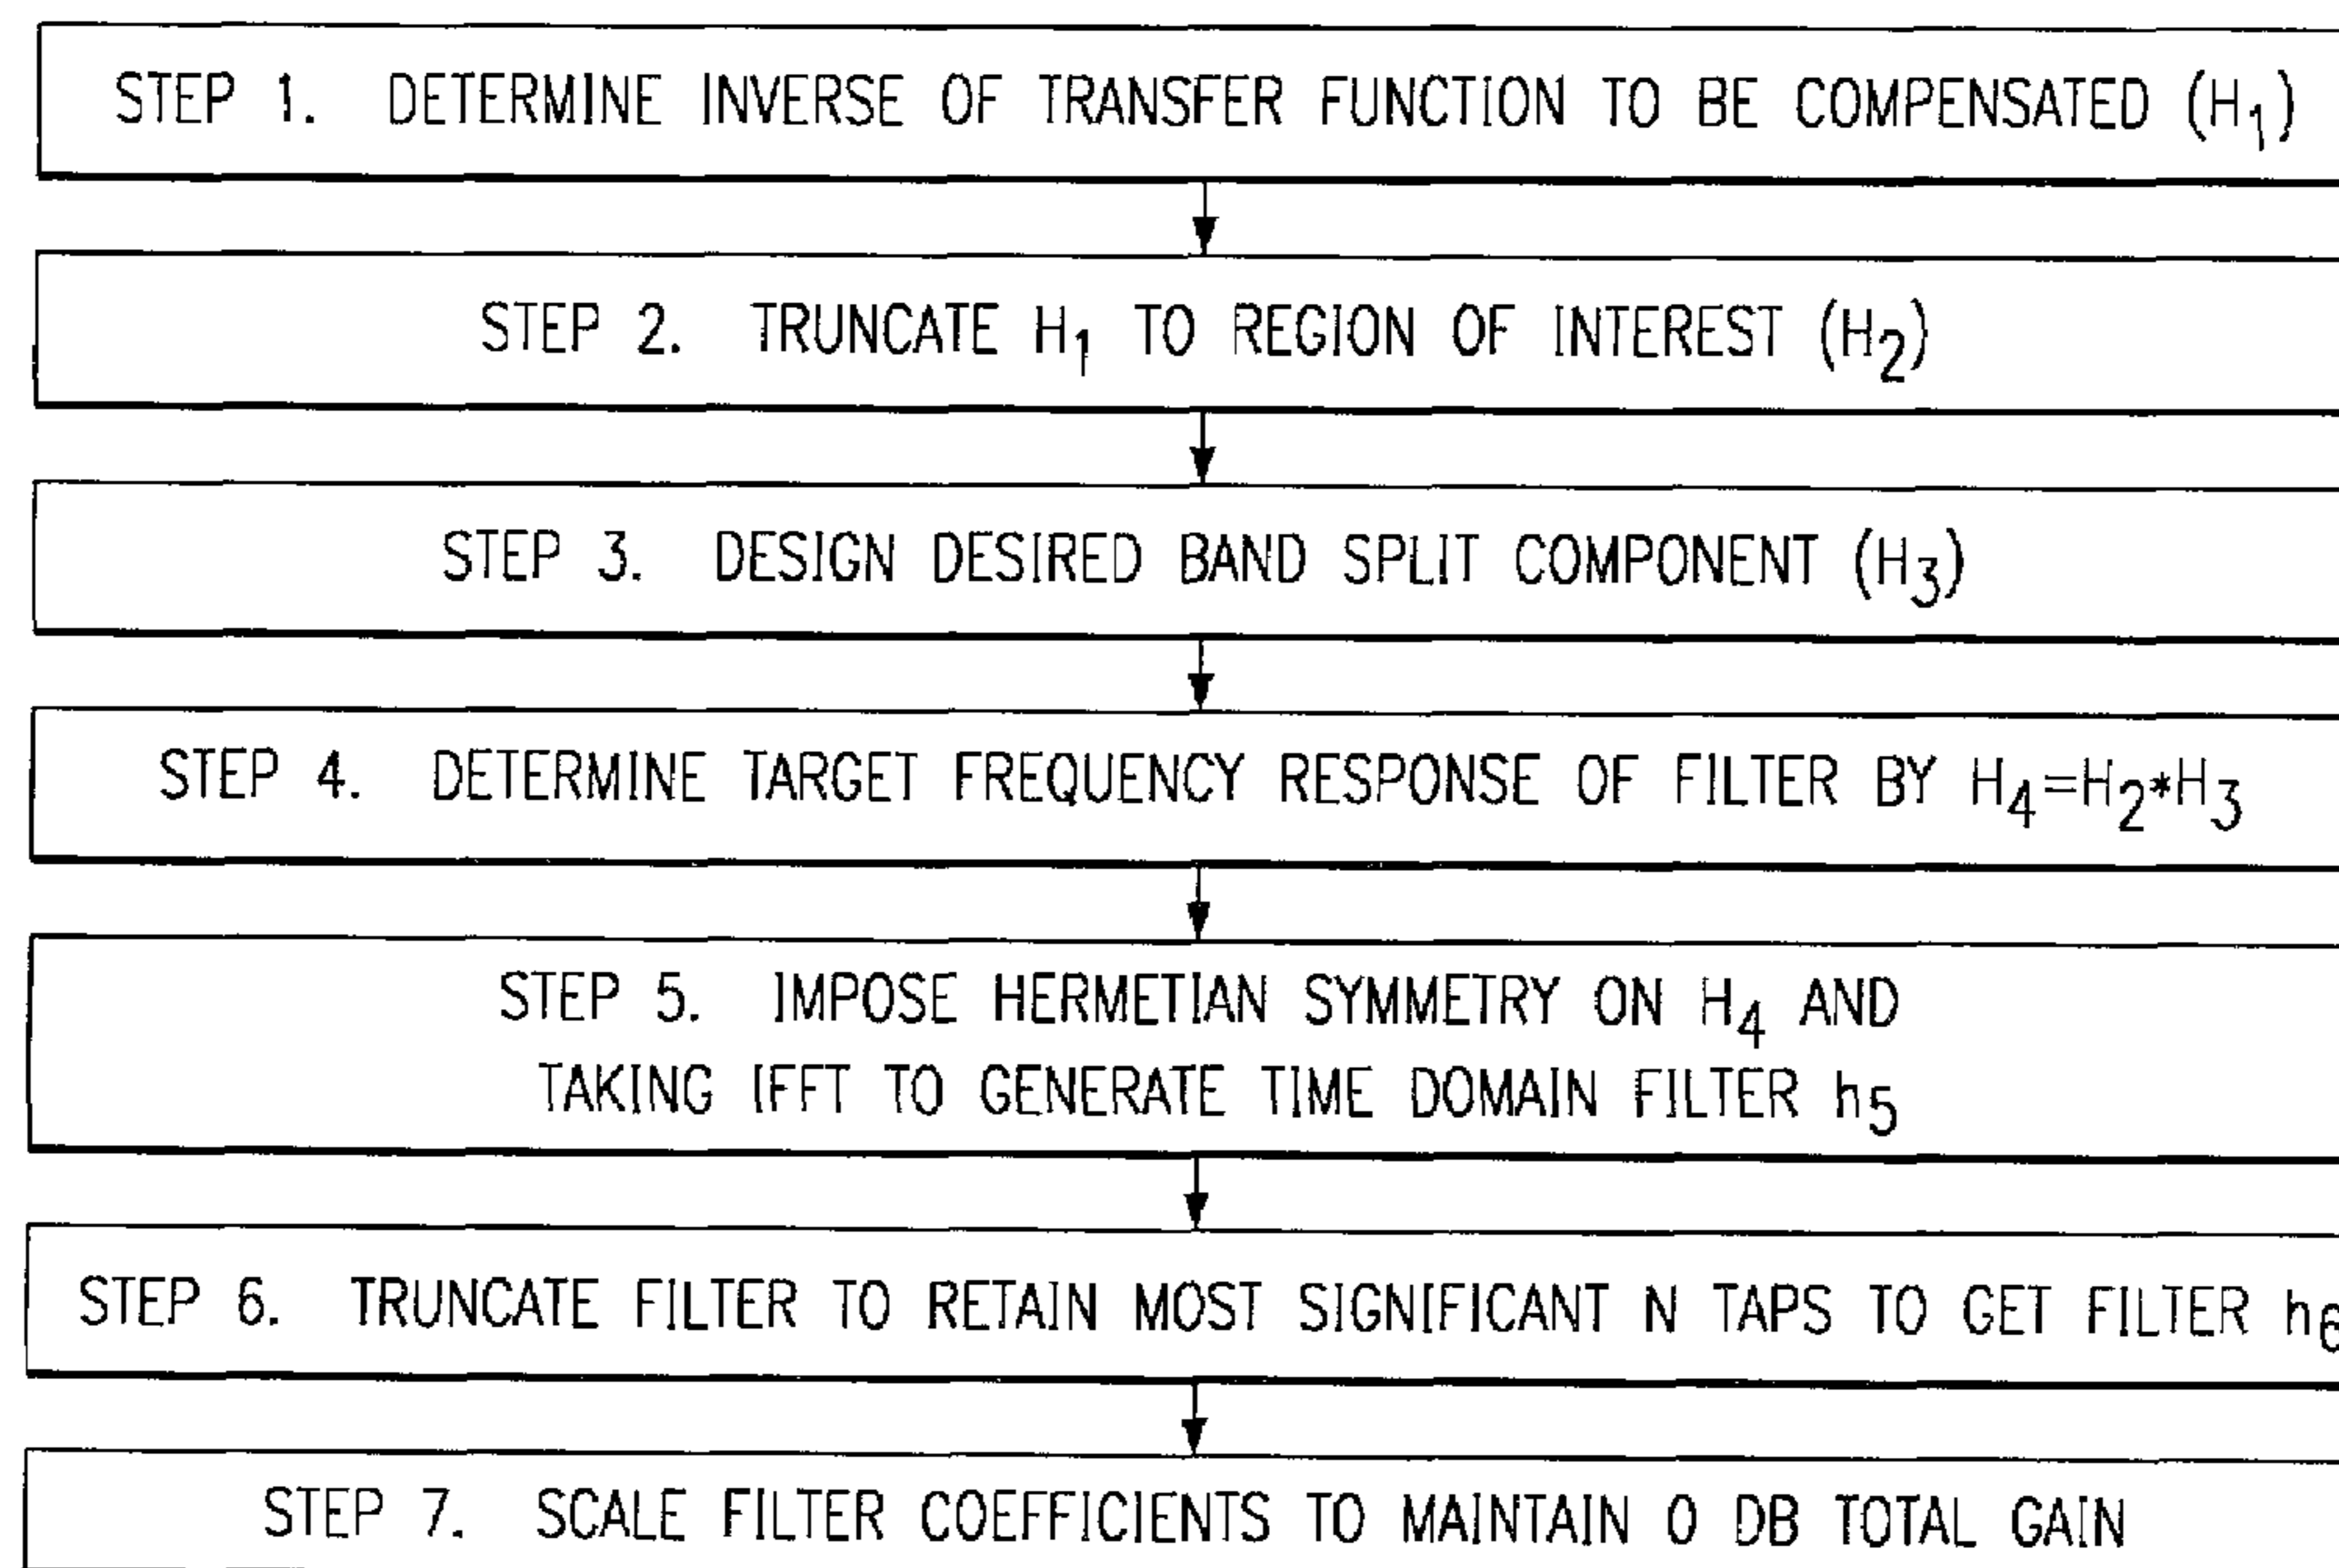 STEP 1. DETERMINE INVERSE OF TRANSFER FUNCTION TO BE COMPENSATED (H₁)
STEP 2. TRUNCATE H₁ TO REGION OF INTEREST (H₂)
STEP 3. DESIGN DESIRED BAND SPLIT COMPONENT (H₃)
STEP 4. DETERMINE TARGET FREQUENCY RESPONSE OF FILTER BY H₄=H₂*H₃
STEP 5. IMPOSE HERMETIAN SYMMETRY ON H₄ AND
TAKING IFFT TO GENERATE TIME DOMAIN FILTER h₅
STEP 6. TRUNCATE FILTER TO RETAIN MOST SIGNIFICANT N TAPS TO GET FILTER h₆
STEP 7. SCALE FILTER COEFFICIENTS TO MAINTAIN 0 DB TOTAL GAIN